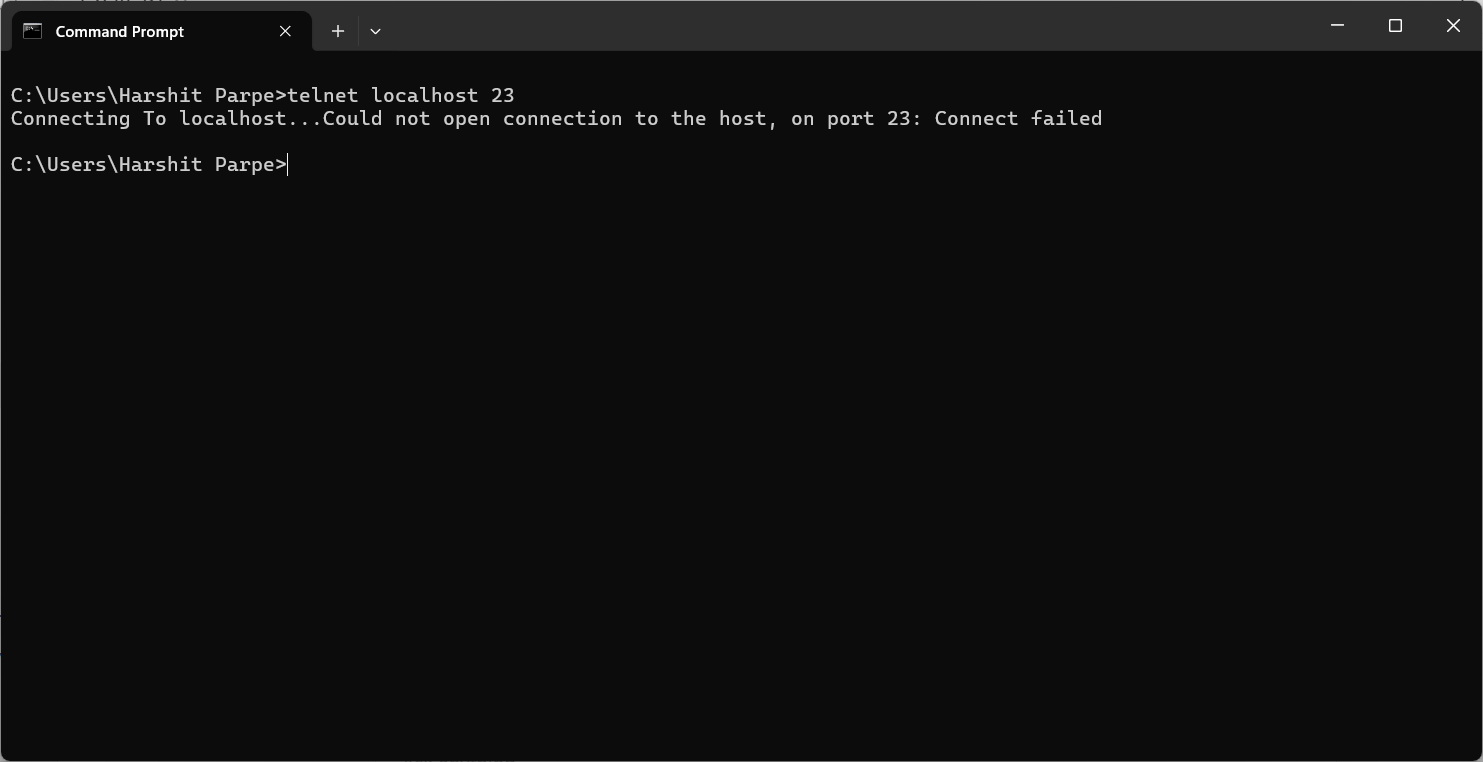 Command Prompt
C:\Users\Harshit Parpe>telnet localhost 23
Connecting To localhost...Could not open connection to the host, on port 23: Connect failed
C:\Users\Harshit Parpe>